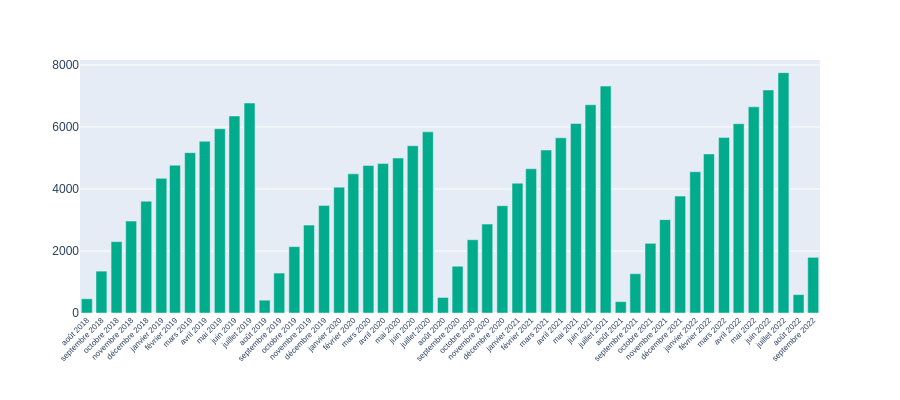 8000
6000
4000
2000
0
août 2018
septembre 2018
octobre 2018
novembre 2018
décembre 2018
janvier 2019
février 2019
mars 2019
avril 2019
mai 2019
juin 2019
juillet 2019
août 2019
septembre 2019
octobre 2019
novembre 2019
décembre 2019
janvier 2020
février 2020
mars 2020
avril 2020
mai 2020
juin 2020
juillet 2020
août 2020
septembre 2020
octobre 2020
novembre 2020
décembre 2020
janvier 2021
février 2021
mars 2021
avril 2021
mai 2021
juin 2021
juillet 2021
août 2021
septembre 2021
octobre 2021
novembre 2021
décembre 2021
janvier 2022
février 2022
mars 2022
avril 2022
mai 2022
juin 2022
juillet 2022
août 2022
septembre 2022